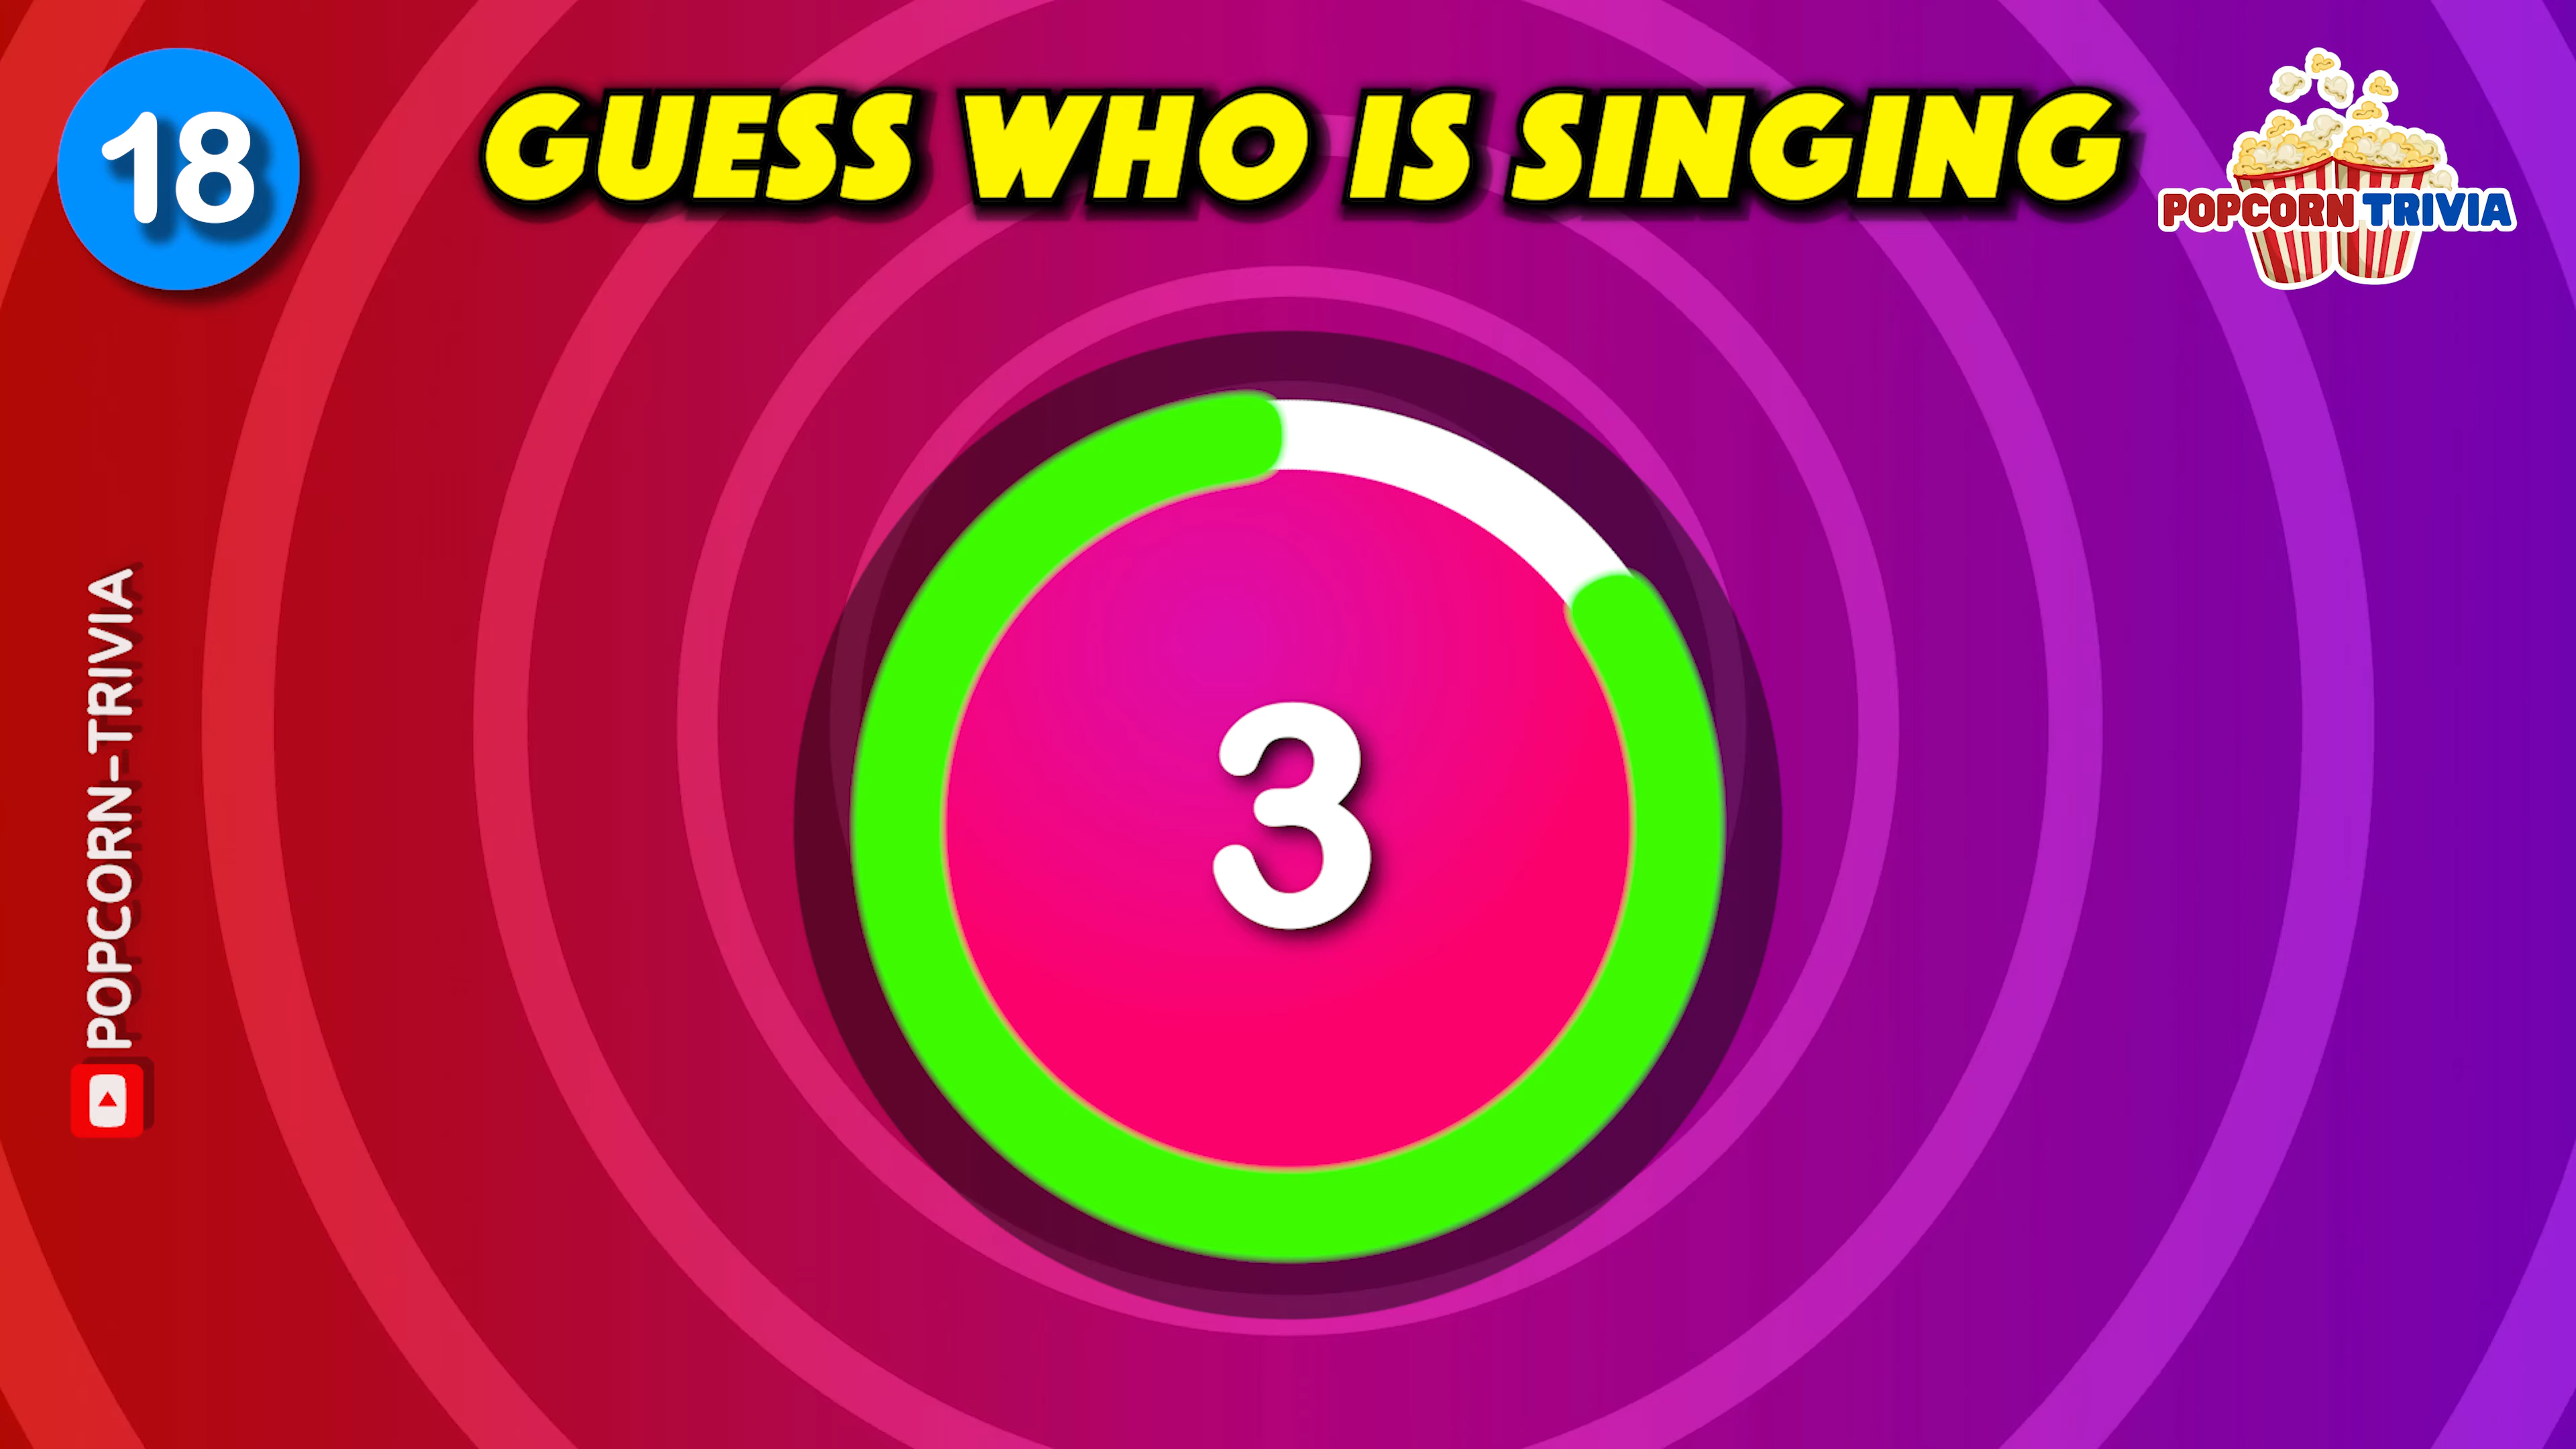 18
GUESS WHO IS SINGING
POPCORN TRIVIA
3
POPCORN-TRIVIA